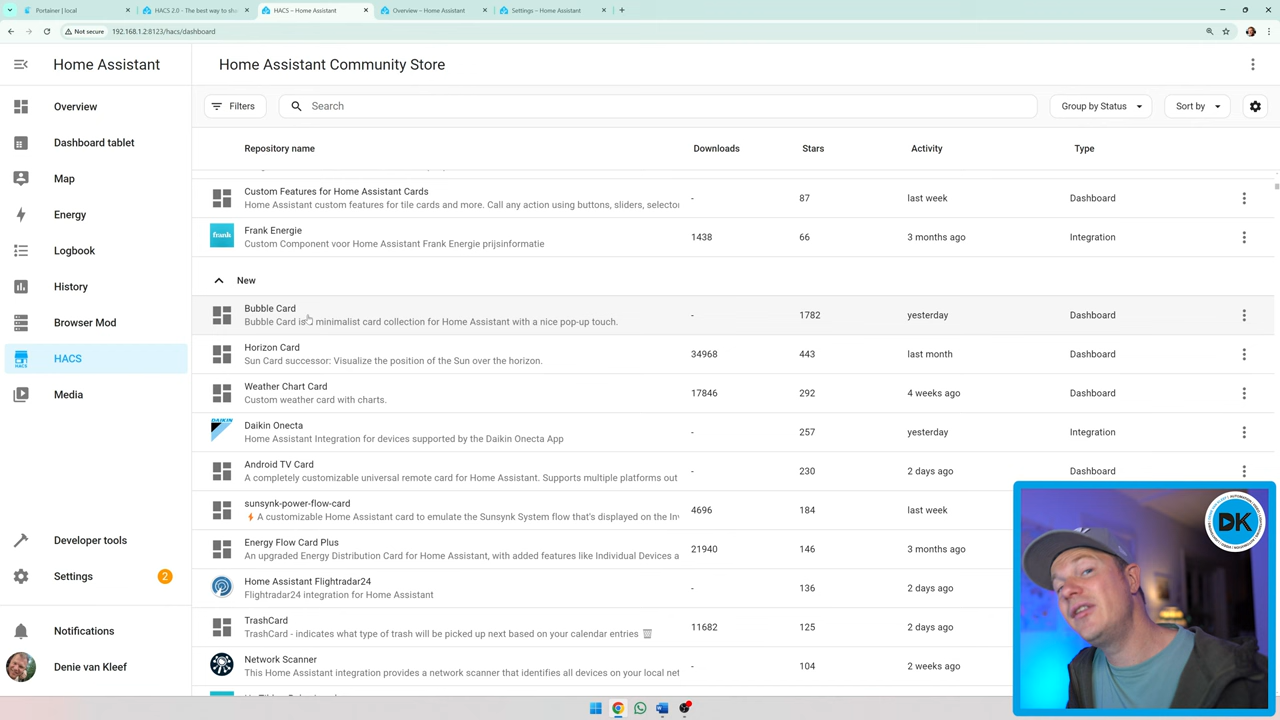 Portainer | local
HACS 2.0 - The best way to sh
HACS – Home Assistant
Overview – Home Assistant
Settings – Home Assistant
Not secure
192.168.1.2:8123/hacs/dashboard
Home Assistant
Home Assistant Community Store
Overview
Dashboard tablet
Map
Energy
Logbook
History
Browser Mod
HACS
HACS
Media
Developer tools
Settings
2
Notifications
Denie van Kleef
Filters
Search
Group by Status
Sort by
Repository name
Downloads
Stars
Activity
Type
Custom Features for Home Assistant Cards
- 87 last week Dashboard
Home Assistant custom features for tile cards and more. Call any action using buttons, sliders, selector
frank
Frank Energie
1438 66 3 months ago Integration
Custom Component voor Home Assistant Frank Energie prijsinformatie
New
Bubble Card
- 1782 yesterday Dashboard
Bubble Card is minimalist card collection for Home Assistant with a nice pop-up touch.
Horizon Card
34968 443 last month Dashboard
Sun Card successor: Visualize the position of the Sun over the horizon.
Weather Chart Card
17846 292 4 weeks ago Dashboard
Custom weather card with charts.
DAIKIN
Daikin Onecta
- 257 yesterday Integration
Home Assistant Integration for devices supported by the Daikin Onecta App
Android TV Card
230 2 days ago Dashboard
A completely customizable universal remote card for Home Assistant. Supports multiple platforms out
sunsynk-power-flow-card
4696 184 last week
⚡ A customizable Home Assistant card to emulate the Sunsynk System flow that's displayed on the In
Energy Flow Card Plus
21940 146 3 months ago
An upgraded Energy Distribution Card for Home Assistant, with added features like Individual Devices a
Home Assistant Flightradar24
- 136 2 days ago
Flightradar24 integration for Home Assistant
TrashCard
11682 125 2 days ago
TrashCard - indicates what type of trash will be picked up next based on your calendar entries
Network Scanner
- 104 2 weeks ago
This Home Assistant integration provides a network scanner that identifies all devices on your local net
DK